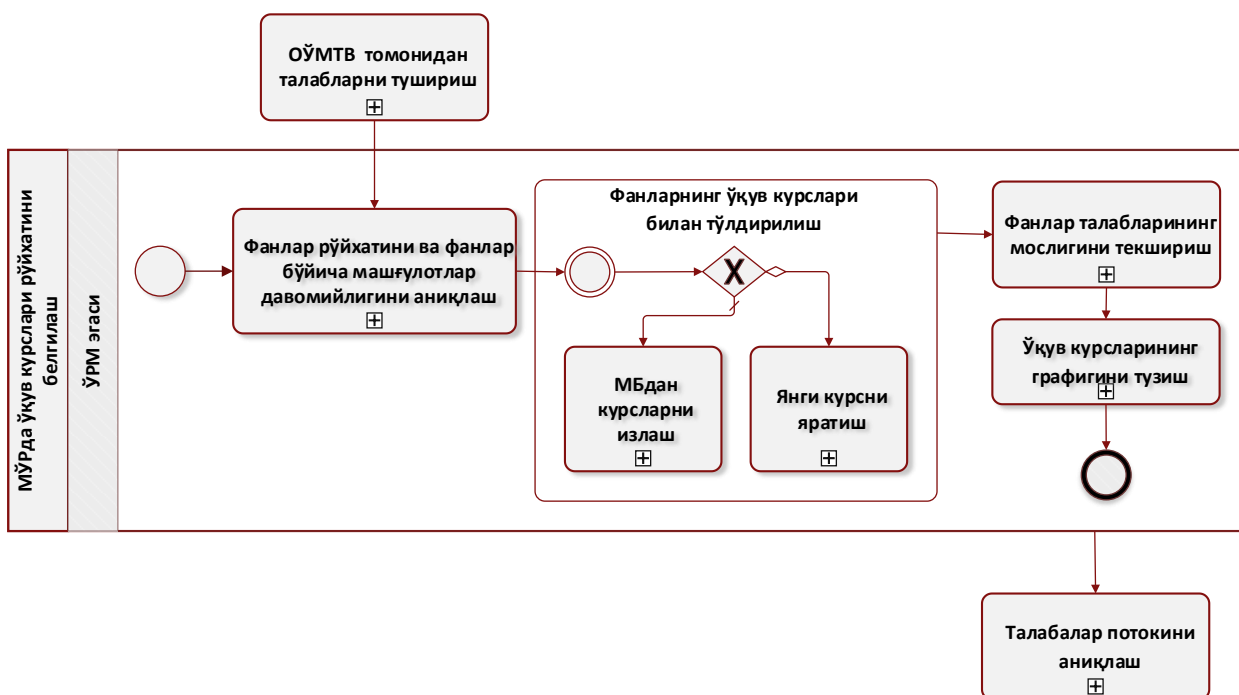 ОЎМТВ томонидан
талабларни тушириш
МЎРда ўқув курслари рўйхатини
белгилаш
ЎРМ эгаси
Фанлар рўйхатини ва фанлар
бўйича машғулотлар
давомийлигини аниқлаш
Фанларнинг ўқув курслари
билан тўлдирилиш
X
МБдан
курсларни
излаш
Янги курсни
яратиш
Фанлар талабларининг
мослигини текшириш
Ўқув курсларининг
графигини тузиш
Талабалар потокини
аниқлаш